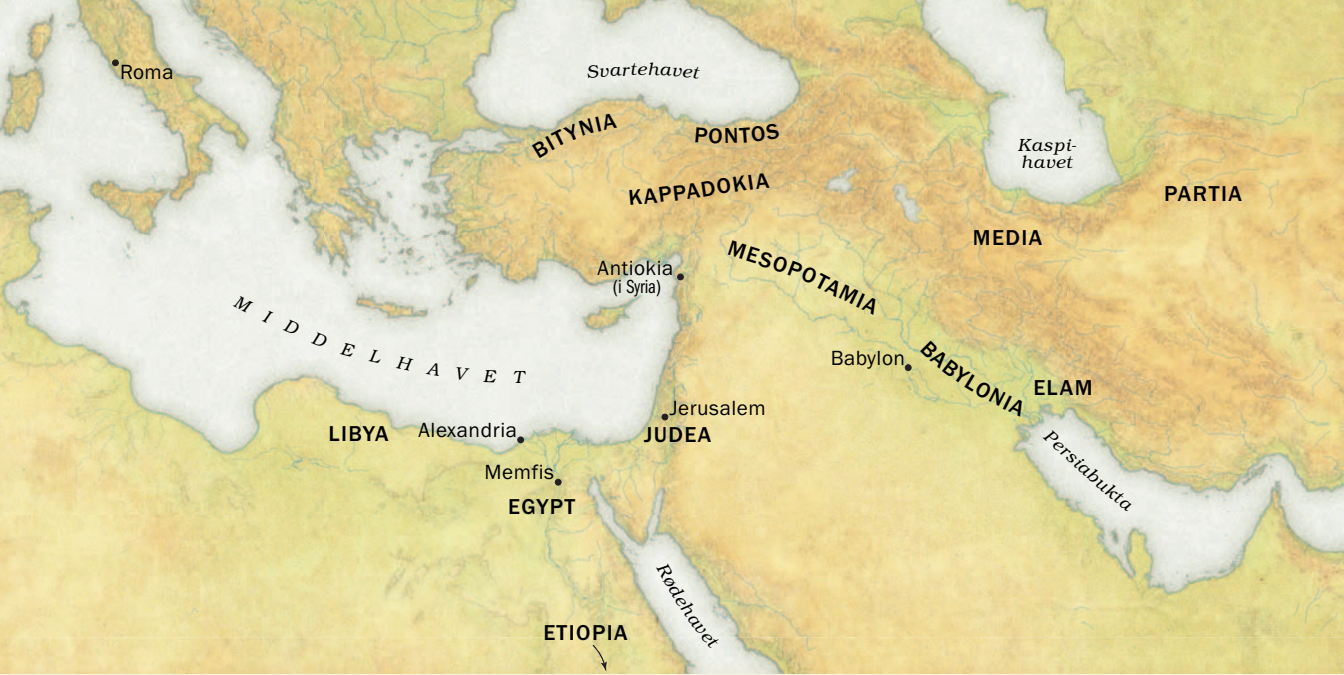 Roma
Svartehavet
BITYNIA
PONTOS
Kaspi-
havet
KAPPADOKIA
PARTIA
MEDIA
MESOPOTAMIA
Antiokia
(i Syria)
MIDDELHAVET
Babylon
BABYLONIA
ELAM
Jerusalem
JUDEA
LIBYA
Alexandria
Persiabukta
Memfis
EGYPT
Rødehavet
ETIOPIA